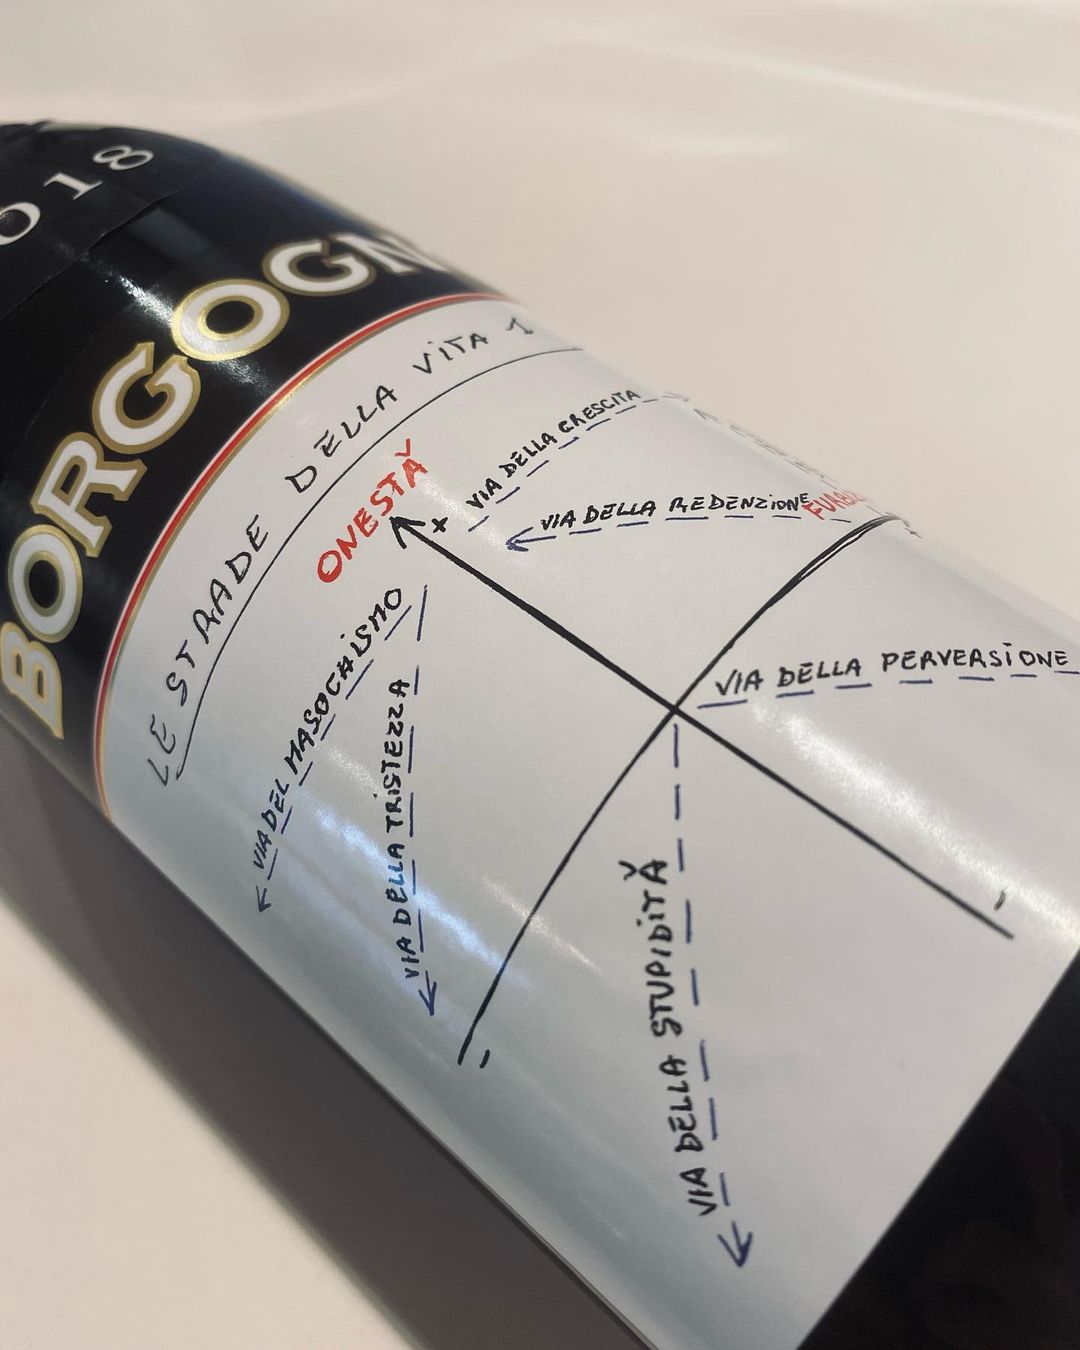 2018
BORGOGN
LE STRADE DELLA VITA 1
ONESTÀ
+
VIA DELLA CRESCITA
VIA DELLA REDENZIONE
VIA DEL MASOCHISMO
VIA DELLA TRISTEZZA
VIA DELLA PERVERSIONE
VIA DELLA STUPIDITÀ
-
-